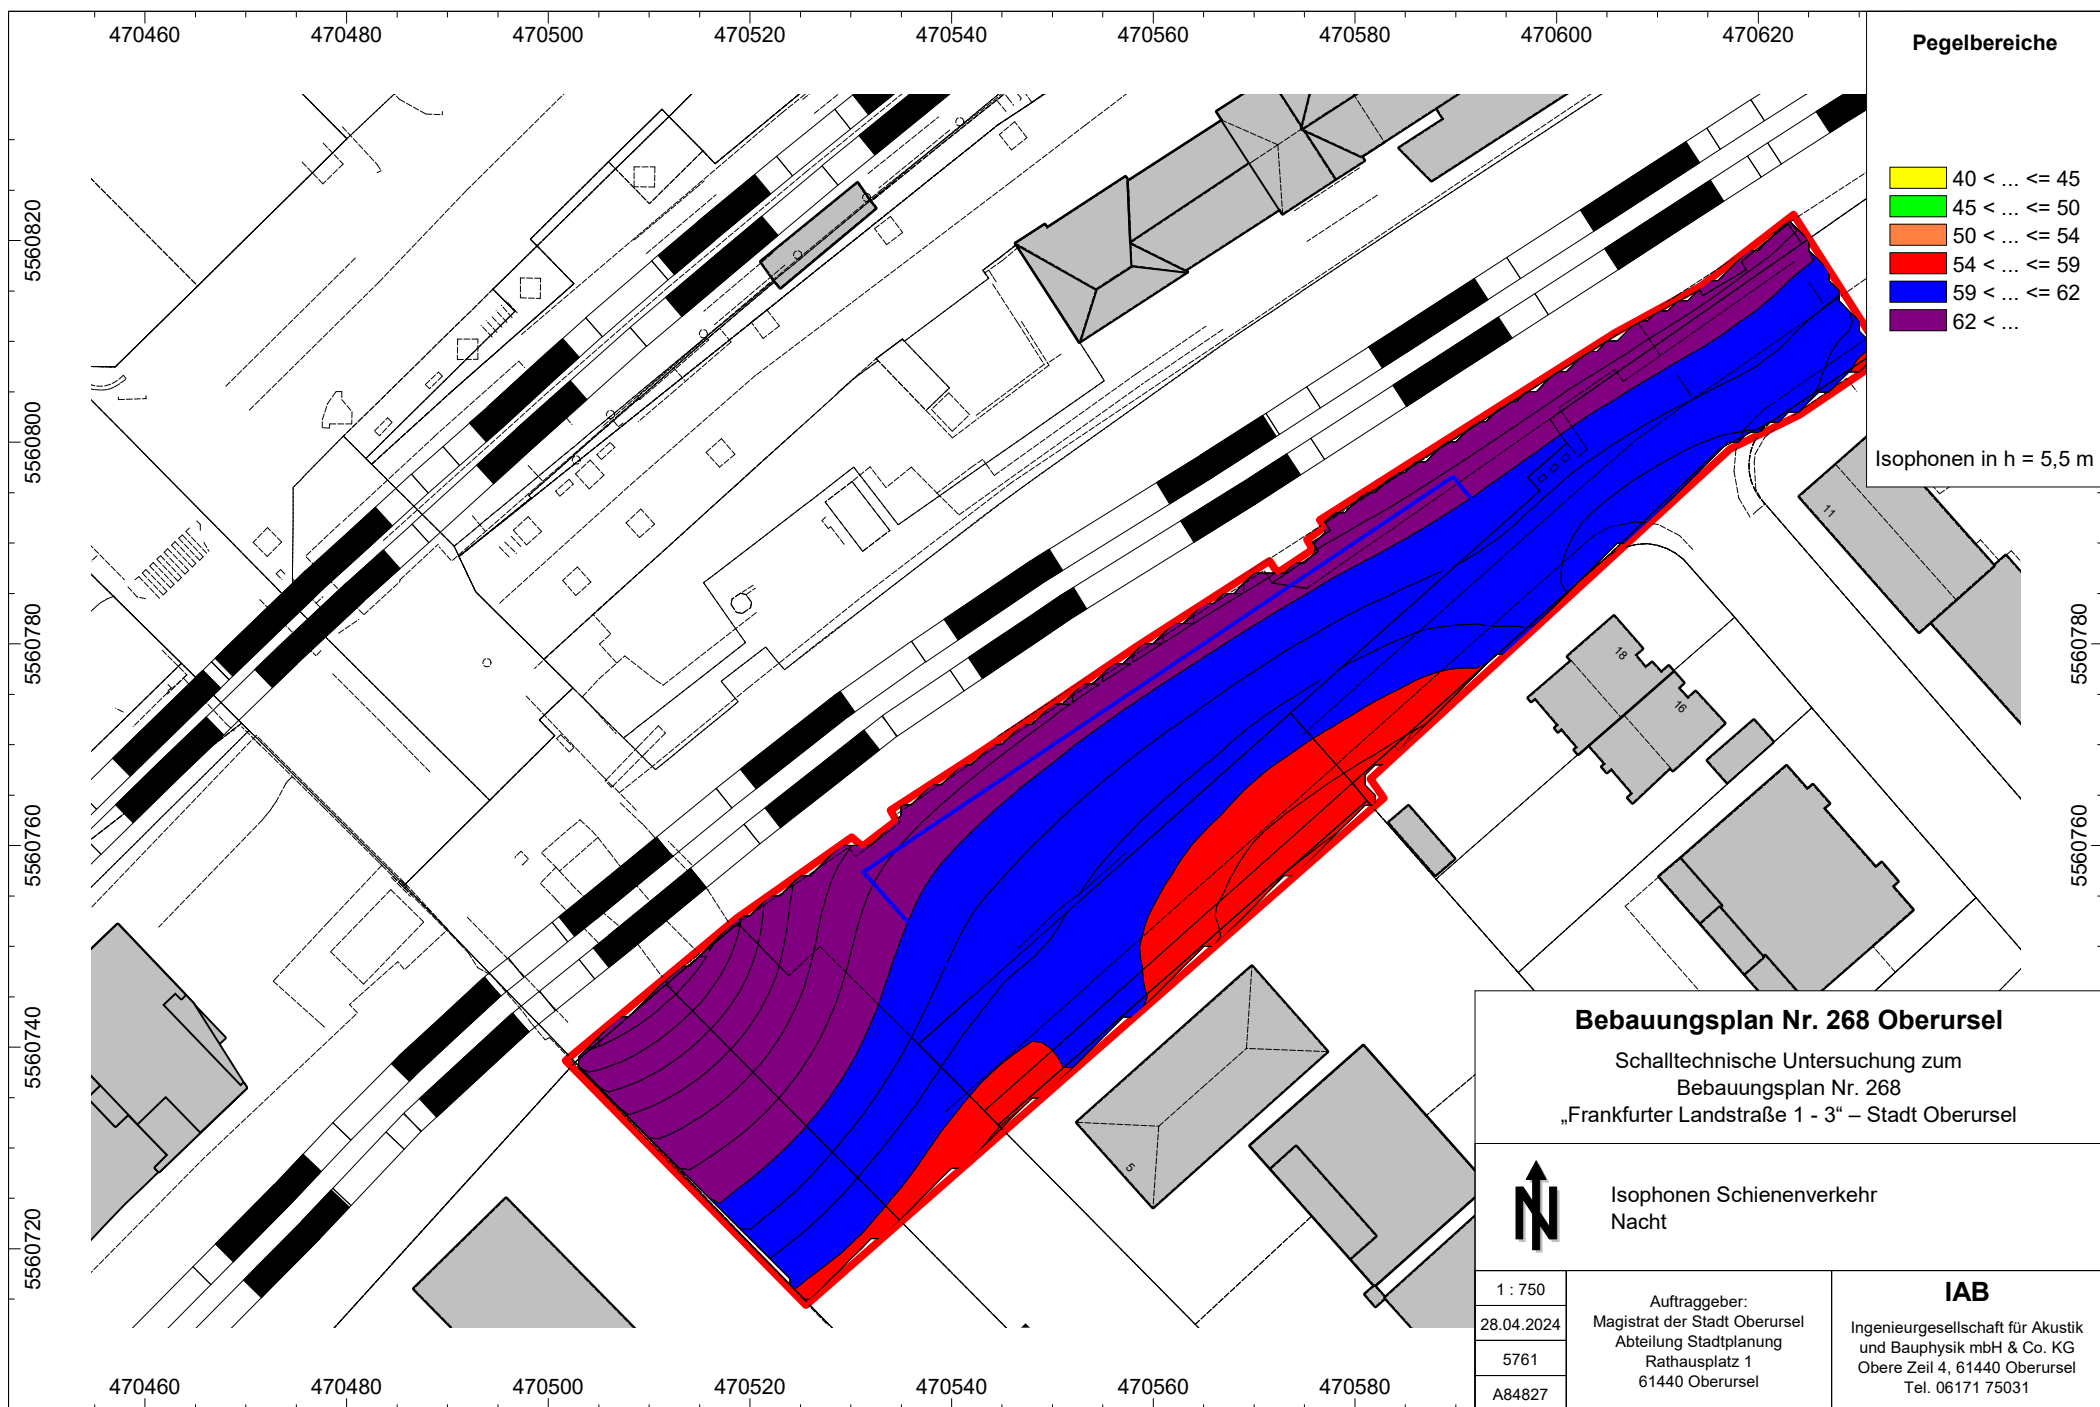 470460 470480 470500 470520 470540 470560 470580 470600 470620
Pegelbereiche
40 < ... <= 45
45 < ... <= 50
50 < ... <= 54
54 < ... <= 59
59 < ... <= 62
62 < ...
Isophonen in h = 5,5 m
5560820
5560800
5560780
5560760
5560740
5560720
5560780
5560760
11
18
16
5
Bebauungsplan Nr. 268 Oberursel
Schalltechnische Untersuchung zum
Bebauungsplan Nr. 268
„Frankfurter Landstraße 1 - 3“ – Stadt Oberursel
N
Isophonen Schienenverkehr
Nacht
1 : 750
28.04.2024
5761
A84827
Auftraggeber:
Magistrat der Stadt Oberursel
Abteilung Stadtplanung
Rathausplatz 1
61440 Oberursel
IAB
Ingenieurgesellschaft für Akustik
und Bauphysik mbH & Co. KG
Obere Zeil 4, 61440 Oberursel
Tel. 06171 75031
470460 470480 470500 470520 470540 470560 470580